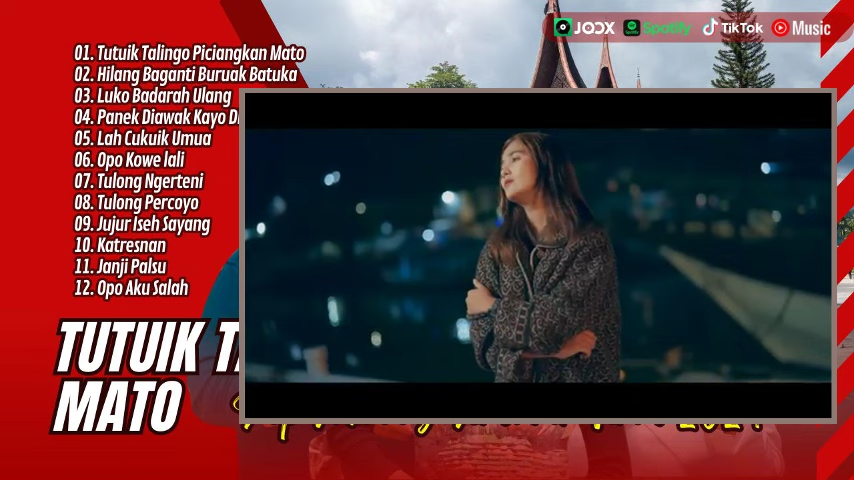 JOOX Spotify TikTok Music
01. Tutuik Talingo Piciangkan Mato
02. Hilang Baganti Buruak Batuka
03. Luko Badarah Ulang
04. Panek Diawak Kayo
05. Lah Cukuik Umua
06. Opo Kowe lali
07. Tulong Ngerteni
08. Tulong Percoyo
09. Jujur Iseh Sayang
10. Katresnan
11. Janji Palsu
12. Opo Aku Salah
TUTUIK
MATO